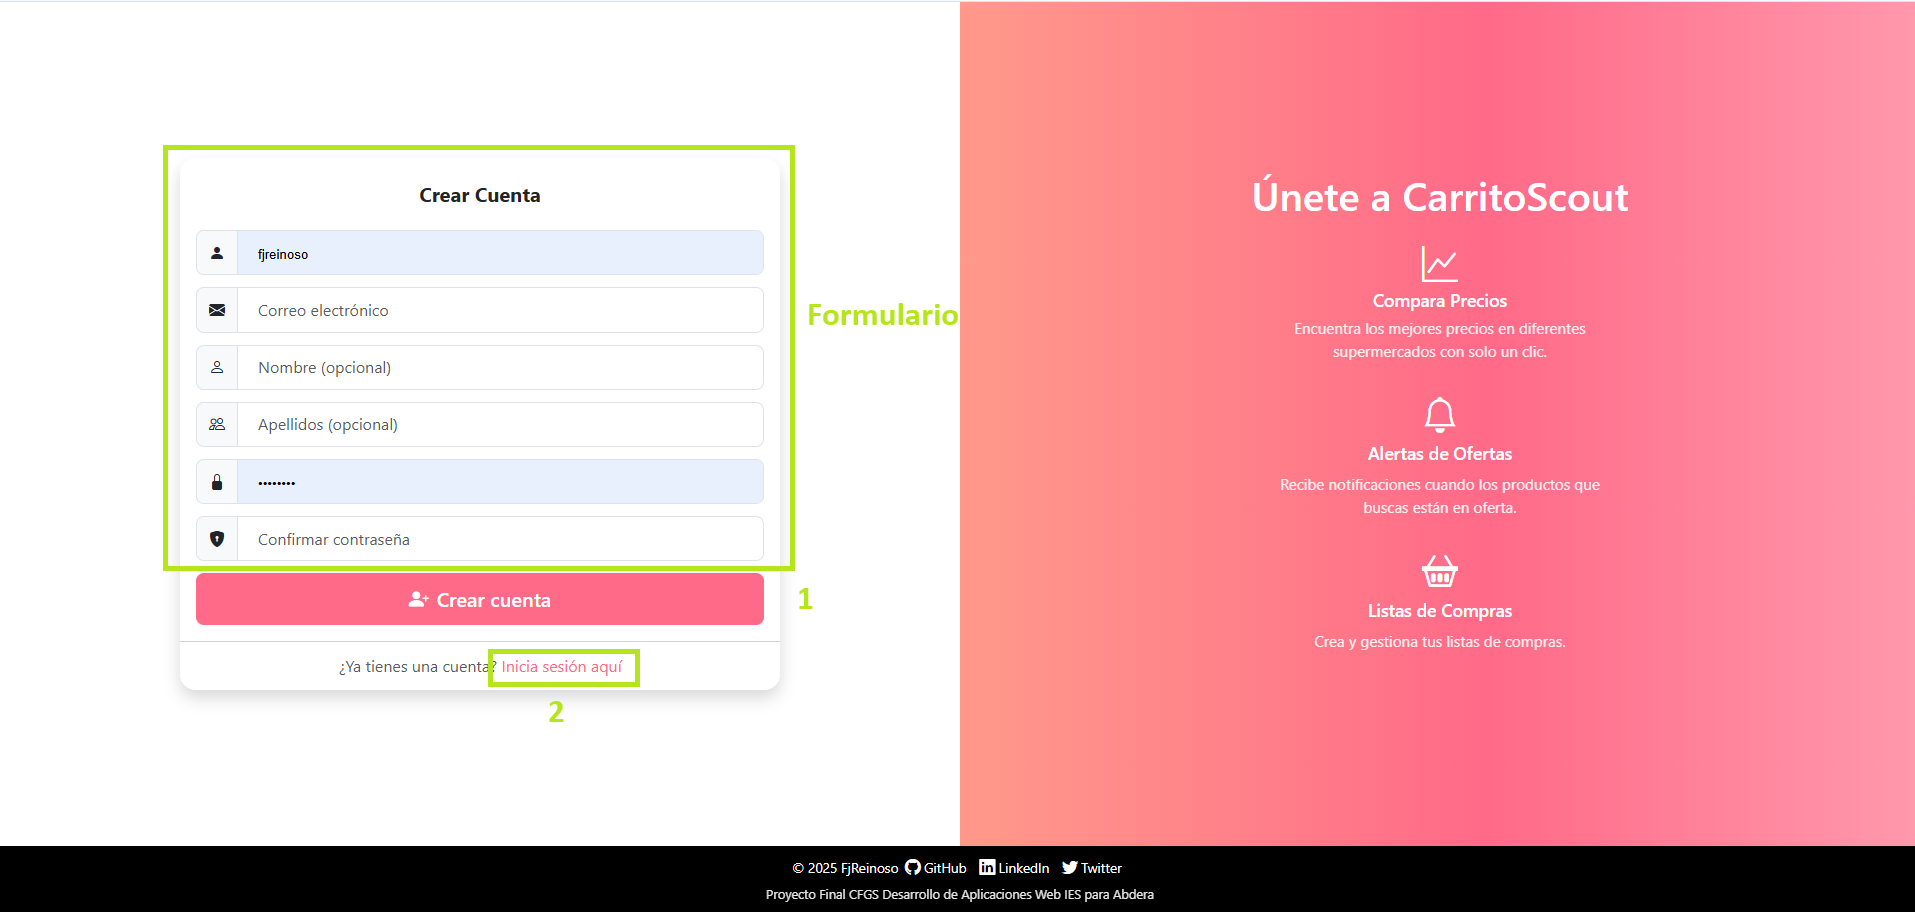 Crear Cuenta
fjreinoso
Correo electrónico
Nombre (opcional)
Apellidos (opcional)
••••••••
Confirmar contraseña
Formulario
Crear cuenta
1
¿Ya tienes una cuenta? Inicia sesión aquí
2
Únete a CarritoScout
Compara Precios
Encuentra los mejores precios en diferentes
supermercados con solo un clic.
Alertas de Ofertas
Recibe notificaciones cuando los productos que
buscas están en oferta.
Listas de Compras
Crea y gestiona tus listas de compras.
© 2025 FjReinoso GitHub LinkedIn Twitter
Proyecto Final CFGS Desarrollo de Aplicaciones Web IES para Abdera